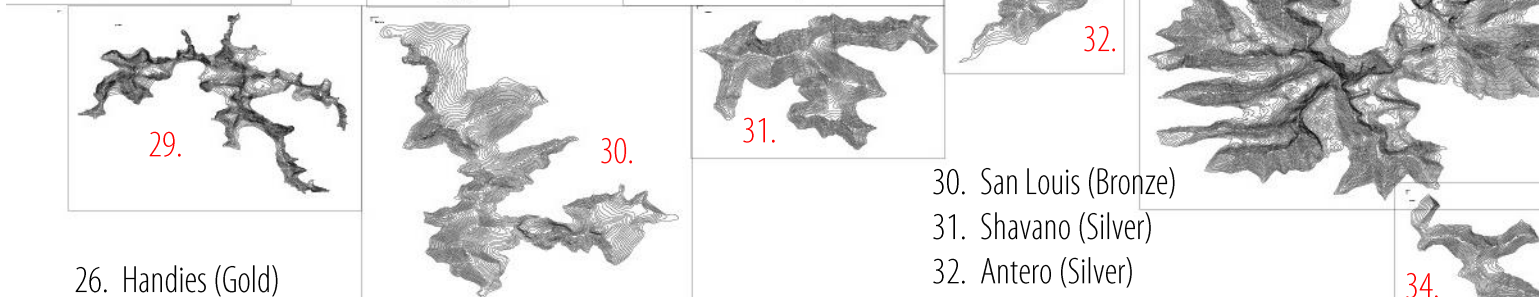 32.
29.
30.
31.
30. San Louis (Bronze)
31. Shavano (Silver)
32. Antero (Silver)
26. Handies (Gold)
34.